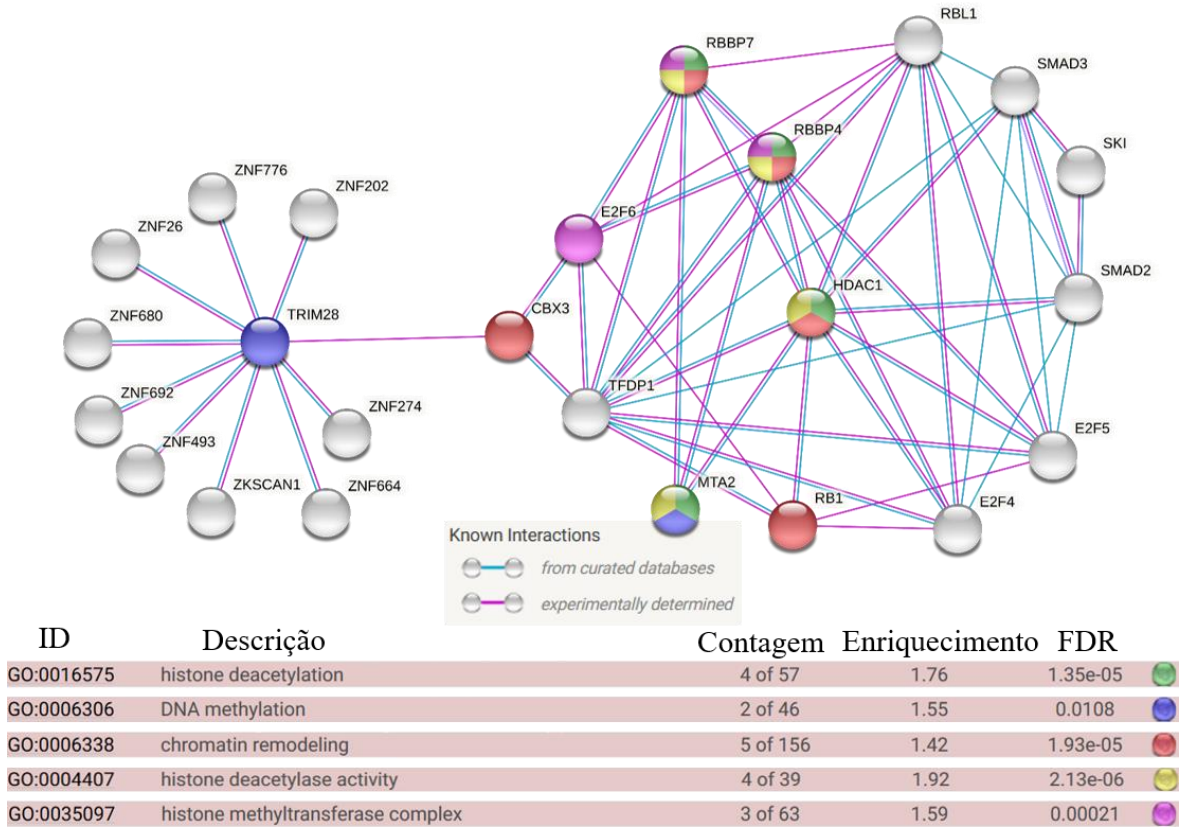 RBL1
RBBP7
SMAD3
RBBP4
SKI
ZNF776
ZNF202
E2F6
ZNF26
SMAD2
HDAC1
CBX3
TRIM28
ZNF680
TFDP1
ZNF692
ZNF274
E2F5
ZNF493
MTA2
RB1
E2F4
ZKSCAN1
ZNF664
Known Interactions
from curated databases
experimentally determined
ID Descrição Contagem Enriquecimento FDR
GO:0016575 histone deacetylation 4 of 57 1.76 1.35e-05
GO:0006306 DNA methylation 2 of 46 1.55 0.0108
GO:0006338 chromatin remodeling 5 of 156 1.42 1.93e-05
GO:0004407 histone deacetylase activity 4 of 39 1.92 2.13e-06
GO:0035097 histone methyltransferase complex 3 of 63 1.59 0.00021